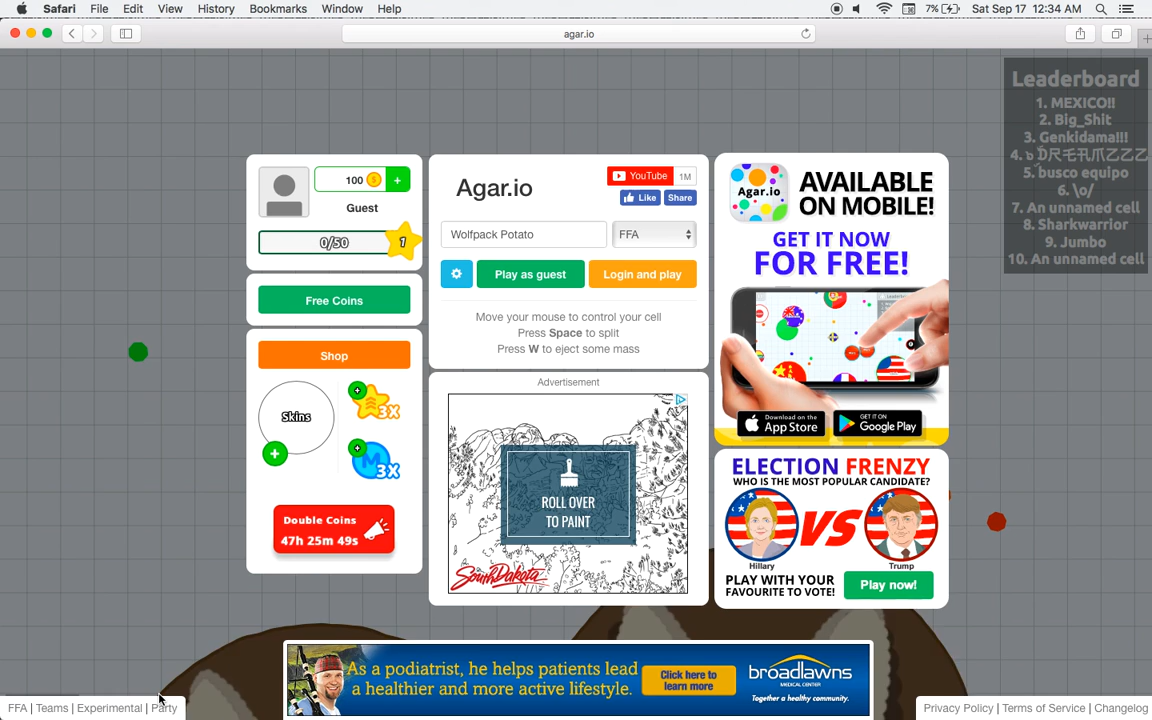 Safari File Edit View History Bookmarks Window Help
7% Sat Sep 17 12:34 AM
agar.io
Leaderboard
1. MEXICO!!
2. Big_Shit
3. Genkidama!!!
5. busco equipo
6. \o/
7. An unnamed cell
8. Sharkwarrior
9. Jumbo
10. An unnamed cell
100
+
Guest
0/50
1
Free Coins
Shop
Skins
3X
3X
Double Coins
47h 25m 49s
Agar.io
YouTube 1M
Like Share
Wolfpack Potato
FFA
Play as guest
Login and play
Move your mouse to control your cell
Press Space to split
Press W to eject some mass
Advertisement
ROLL OVER
TO PAINT
South Dakota
Agar.io
AVAILABLE
ON MOBILE!
GET IT NOW
FOR FREE!
Download on the
App Store
GET IT ON
Google Play
ELECTION FRENZY
WHO IS THE MOST POPULAR CANDIDATE?
VS
Hillary
Trump
PLAY WITH YOUR
FAVOURITE TO VOTE!
Play now!
As a podiatrist, he helps patients lead
a healthier and more active lifestyle.
Click here to
learn more
broadlawns
MEDICAL CENTER
Together for a healthy community.
FFA | Teams | Experimental | Party
Privacy Policy | Terms of Service | Changelog